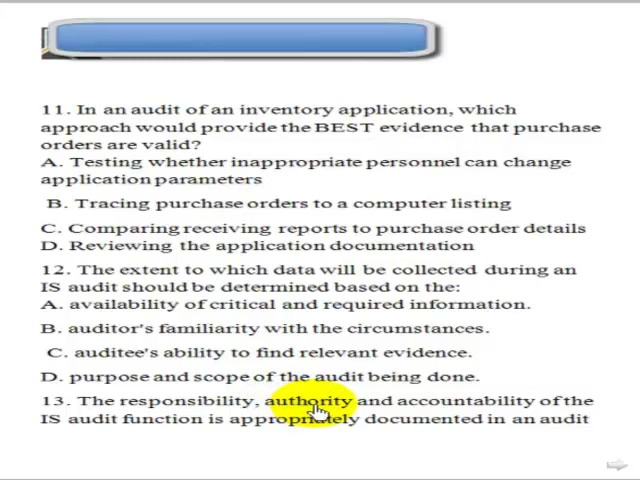 11. In an audit of an inventory application, which
approach would provide the BEST evidence that purchase
orders are valid?
A. Testing whether inappropriate personnel can change
application parameters
B. Tracing purchase orders to a computer listing
C. Comparing receiving reports to purchase order details
D. Reviewing the application documentation
12. The extent to which data will be collected during an
IS audit should be determined based on the:
A. availability of critical and required information.
B. auditor's familiarity with the circumstances.
C. auditee's ability to find relevant evidence.
D. purpose and scope of the audit being done.
13. The responsibility, authority and accountability of the
IS audit function is appropriately documented in an audit